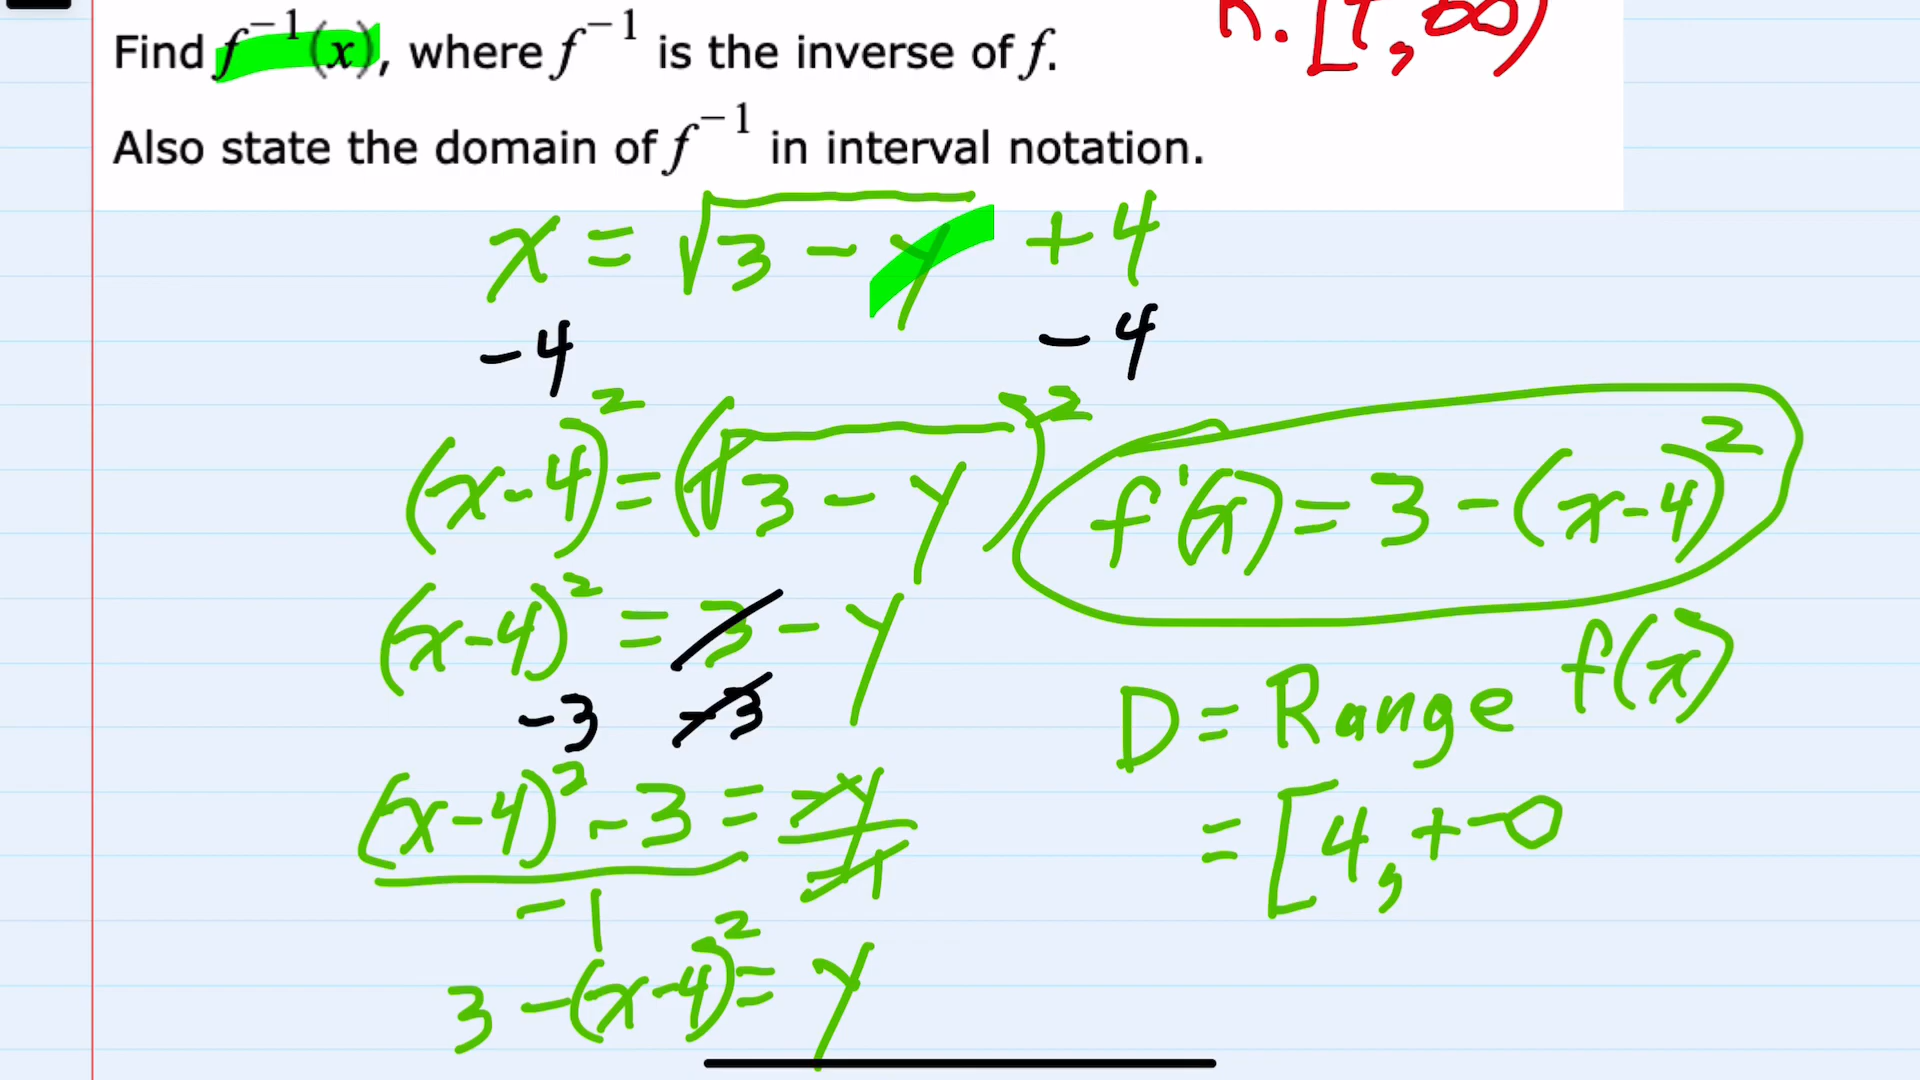 Find f⁻¹(x), where f⁻¹ is the inverse of f.
Also state the domain of f⁻¹ in interval notation.
x = √(3 - y) + 4
-4 -4
(x-4)² = (√(3 - y))²
(x-4)² = 3 - y
-3 -3
(x-4)² - 3 = -y
-1 -1
3 - (x-4)² = y
f⁻¹(x) = 3 - (x-4)²
D = Range f(x)
= [4, +